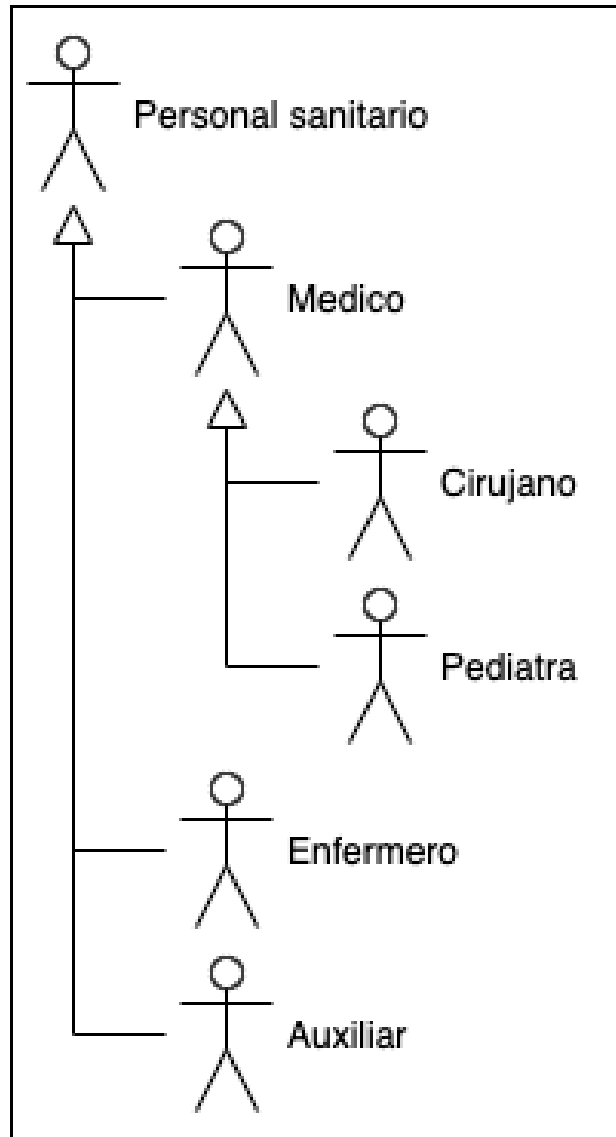 Personal sanitario
Medico
Cirujano
Pediatra
Enfermero
Auxiliar